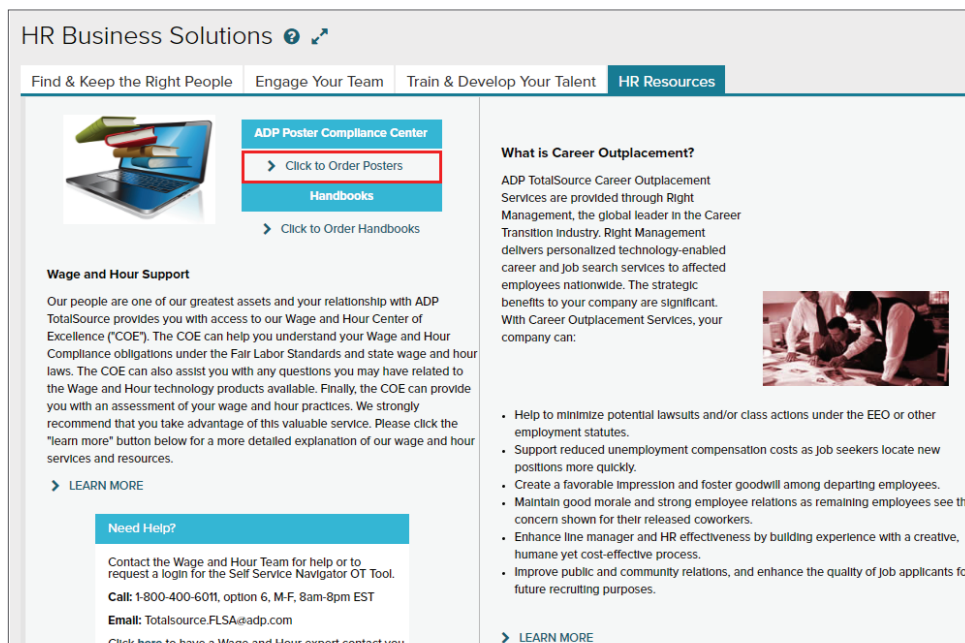 HR Business Solutions
Find & Keep the Right People
Engage Your Team
Train & Develop Your Talent
HR Resources
ADP Poster Compliance Center
Click to Order Posters
Handbooks
Click to Order Handbooks
Wage and Hour Support
Our people are one of our greatest assets and your relationship with ADP
TotalSource provides you with access to our Wage and Hour Center of
Excellence ("COE"). The COE can help you understand your Wage and Hour
Compliance obligations under the Fair Labor Standards and state wage and hour
laws. The COE can also assist you with any questions you may have related to
the Wage and Hour technology products available. Finally, the COE can provide
you with an assessment of your wage and hour practices. We strongly
recommend that you take advantage of this valuable service. Please click the
"learn more" button below for a more detailed explanation of our wage and hour
services and resources.
LEARN MORE
Need Help?
Contact the Wage and Hour Team for help or to
request a login for the Self Service Navigator OT Tool.
Call: 1-800-400-6011, option 6, M-F, 8am-8pm EST
Email: Totalsource.FLSA@adp.com
Click here to have a Wage and Hour expert contact you
What is Career Outplacement?
ADP TotalSource Career Outplacement
Services are provided through Right
Management, the global leader in the Career
Transition industry. Right Management
delivers personalized technology-enabled
career and job search services to affected
employees nationwide. The strategic
benefits to your company are significant.
With Career Outplacement Services, your
company can:
• Help to minimize potential lawsuits and/or class actions under the EEO or other
employment statutes.
• Support reduced unemployment compensation costs as job seekers locate new
positions more quickly.
• Create a favorable impression and foster goodwill among departing employees.
• Maintain good morale and strong employee relations as remaining employees see th
concern shown for their released coworkers.
• Enhance line manager and HR effectiveness by building experience with a creative,
humane yet cost-effective process.
• Improve public and community relations, and enhance the quality of job applicants fo
future recruiting purposes.
LEARN MORE